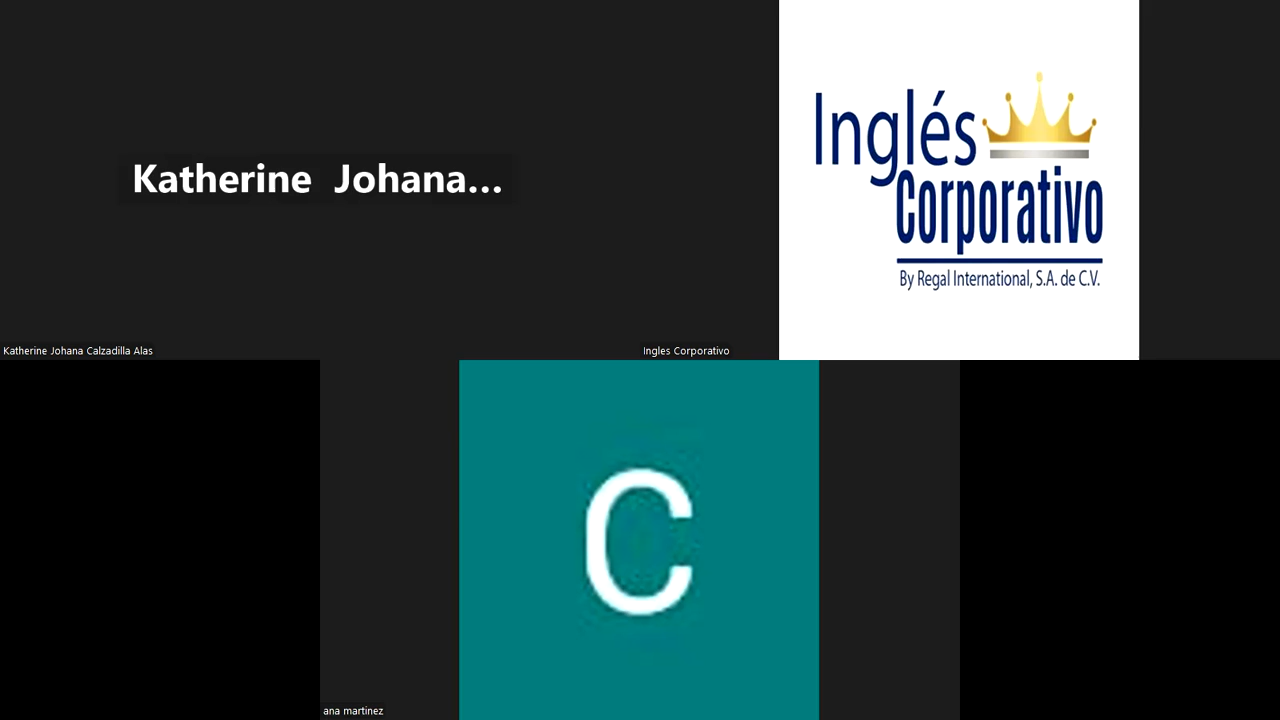 Katherine Johana...
Katherine Johana Calzadilla Alas
Inglés
Corporativo
By Regal International, S.A. de C.V.
Ingles Corporativo
C
ana martinez